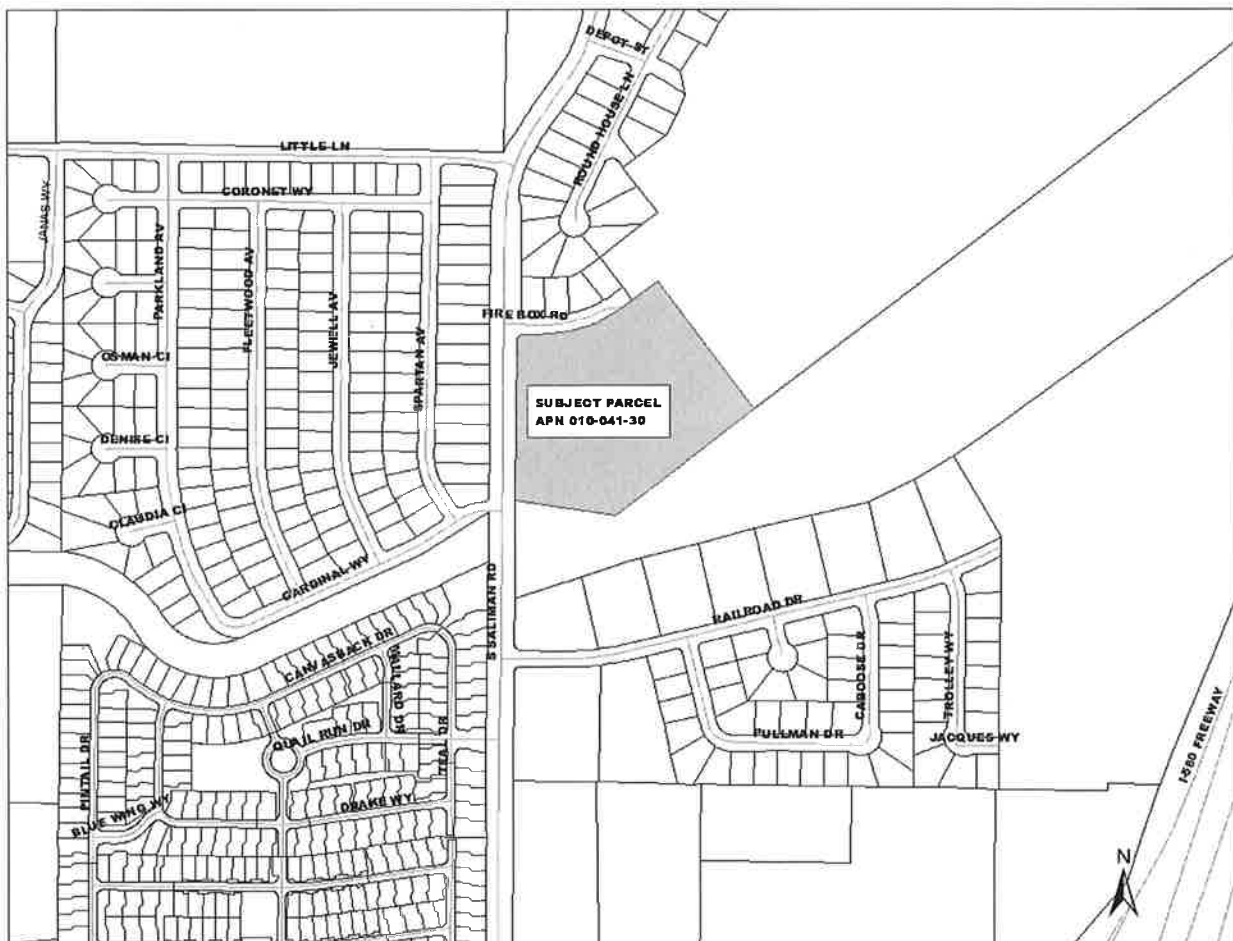 DEPOT ST
ROUND HOUSE LN
LITTLE LN
CORONET WY
JANAS WY
PARKLAND AV
FLEETWOOD AV
JEWELL AV
SPARTAN AV
FIRE BOX RD
OSMAN CI
SUBJECT PARCEL
APN 010-041-30
DENISE CI
CLAUDIA CI
CARDINAL WY
S SALIMAN RD
RAILROAD DR
CANVASBACK DR
MALLARD DR
CABOOSE DR
TROLLEY WY
QUAIL RUN DR
TEAL DR
PULLMAN DR
JACQUES WY
PINTAIL DR
I-580 FREEWAY
BLUE WING WY
DRAKE WY
N